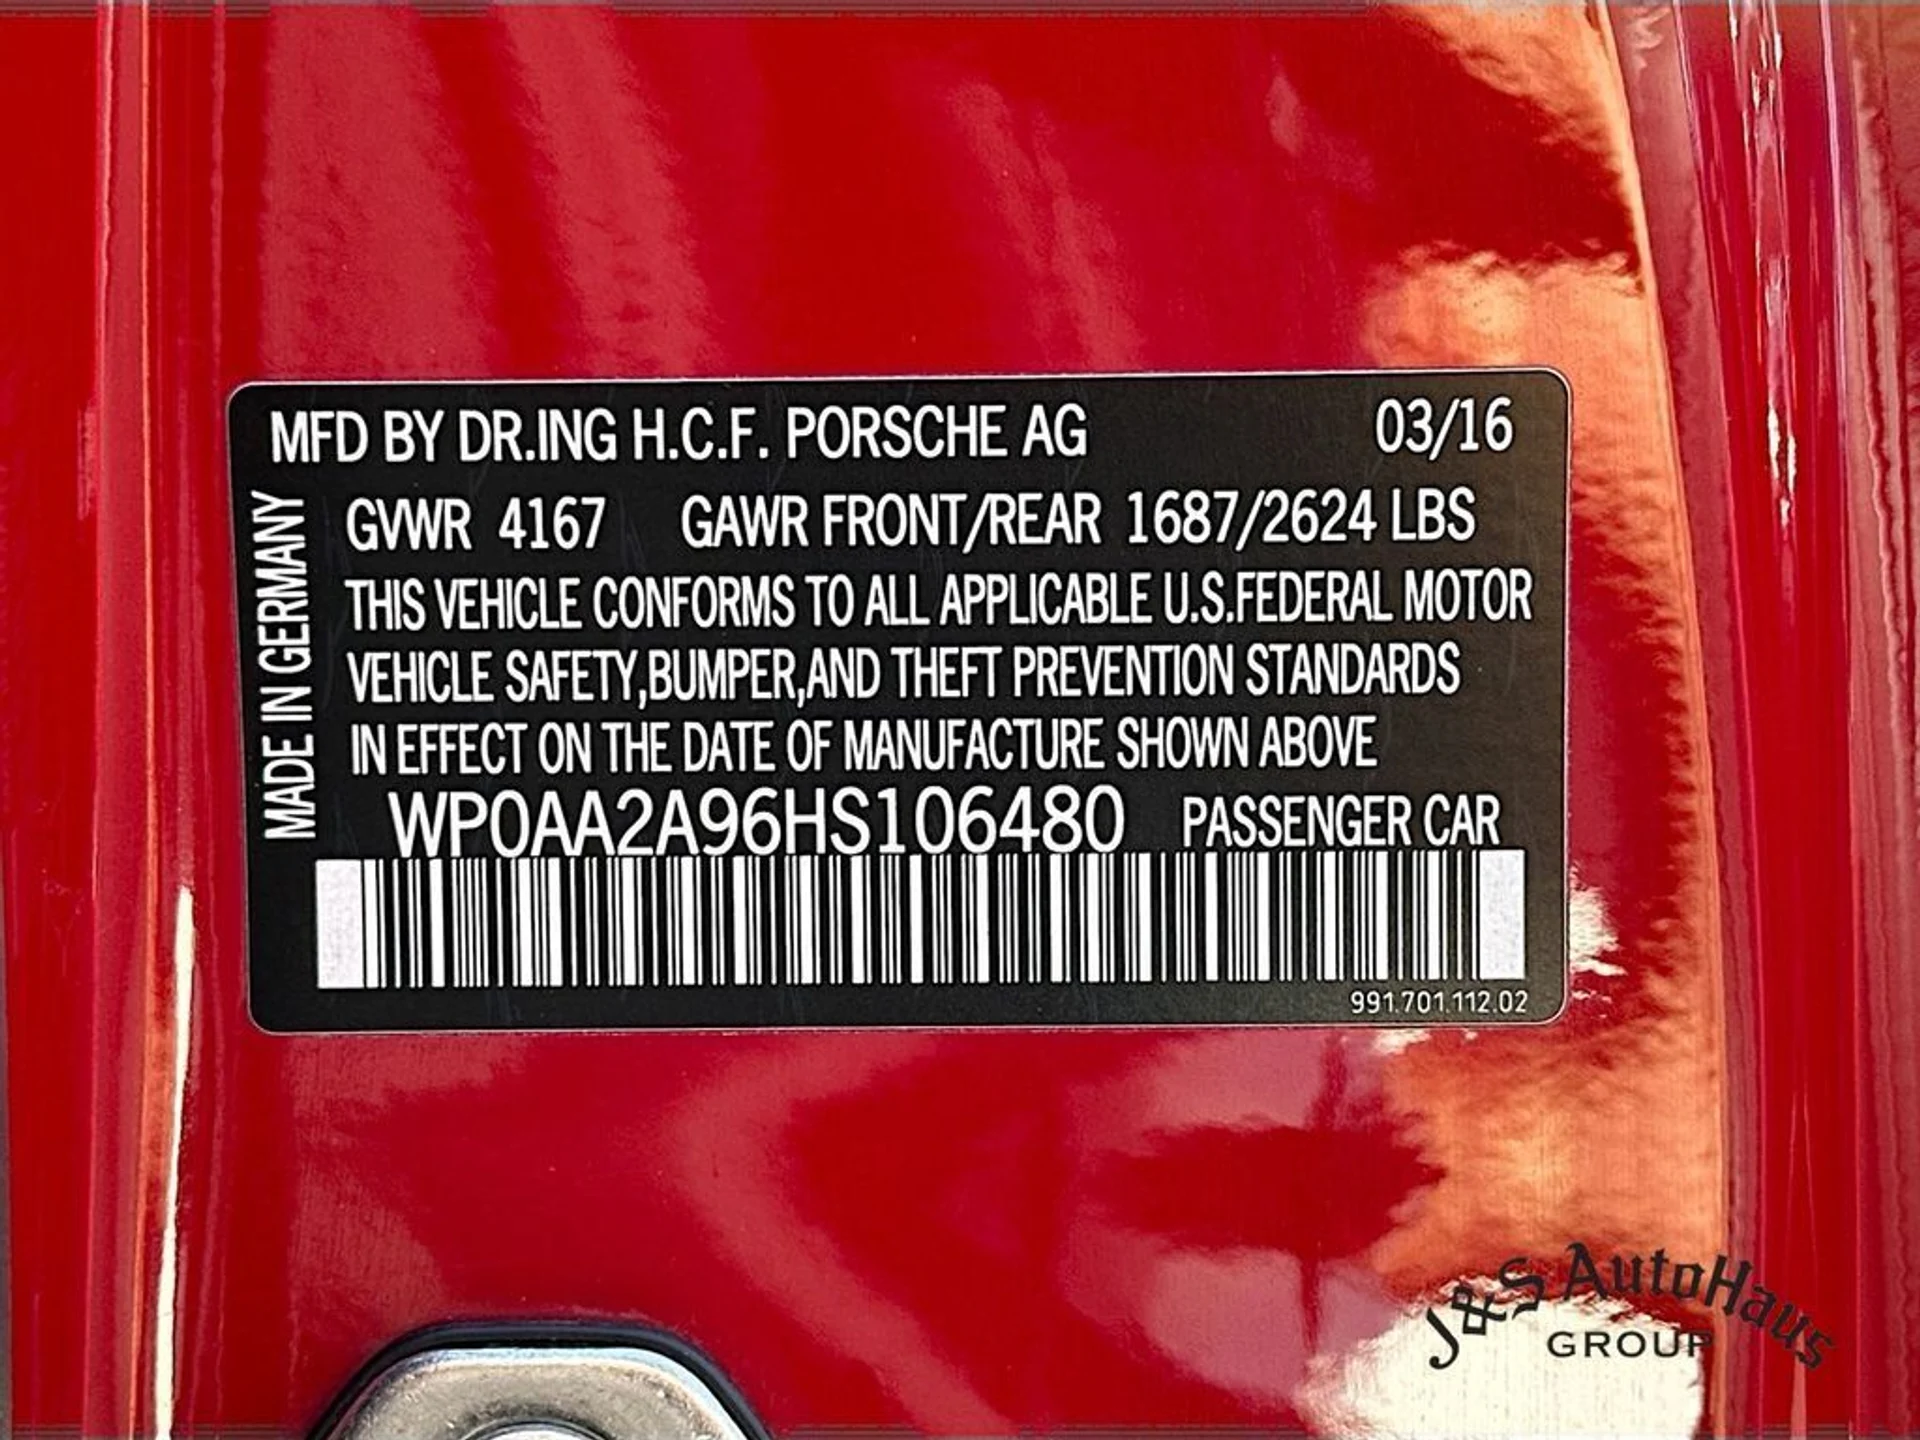 MFD BY DR.ING H.C.F. PORSCHE AG 03/16
GVWR 4167 GAWR FRONT/REAR 1687/2624 LBS
THIS VEHICLE CONFORMS TO ALL APPLICABLE U.S.FEDERAL MOTOR
VEHICLE SAFETY,BUMPER,AND THEFT PREVENTION STANDARDS
IN EFFECT ON THE DATE OF MANUFACTURE SHOWN ABOVE
WP0AA2A96HS106480 PASSENGER CAR
991.701.112.02
MADE IN GERMANY
J&S AutoHaus
GROUP